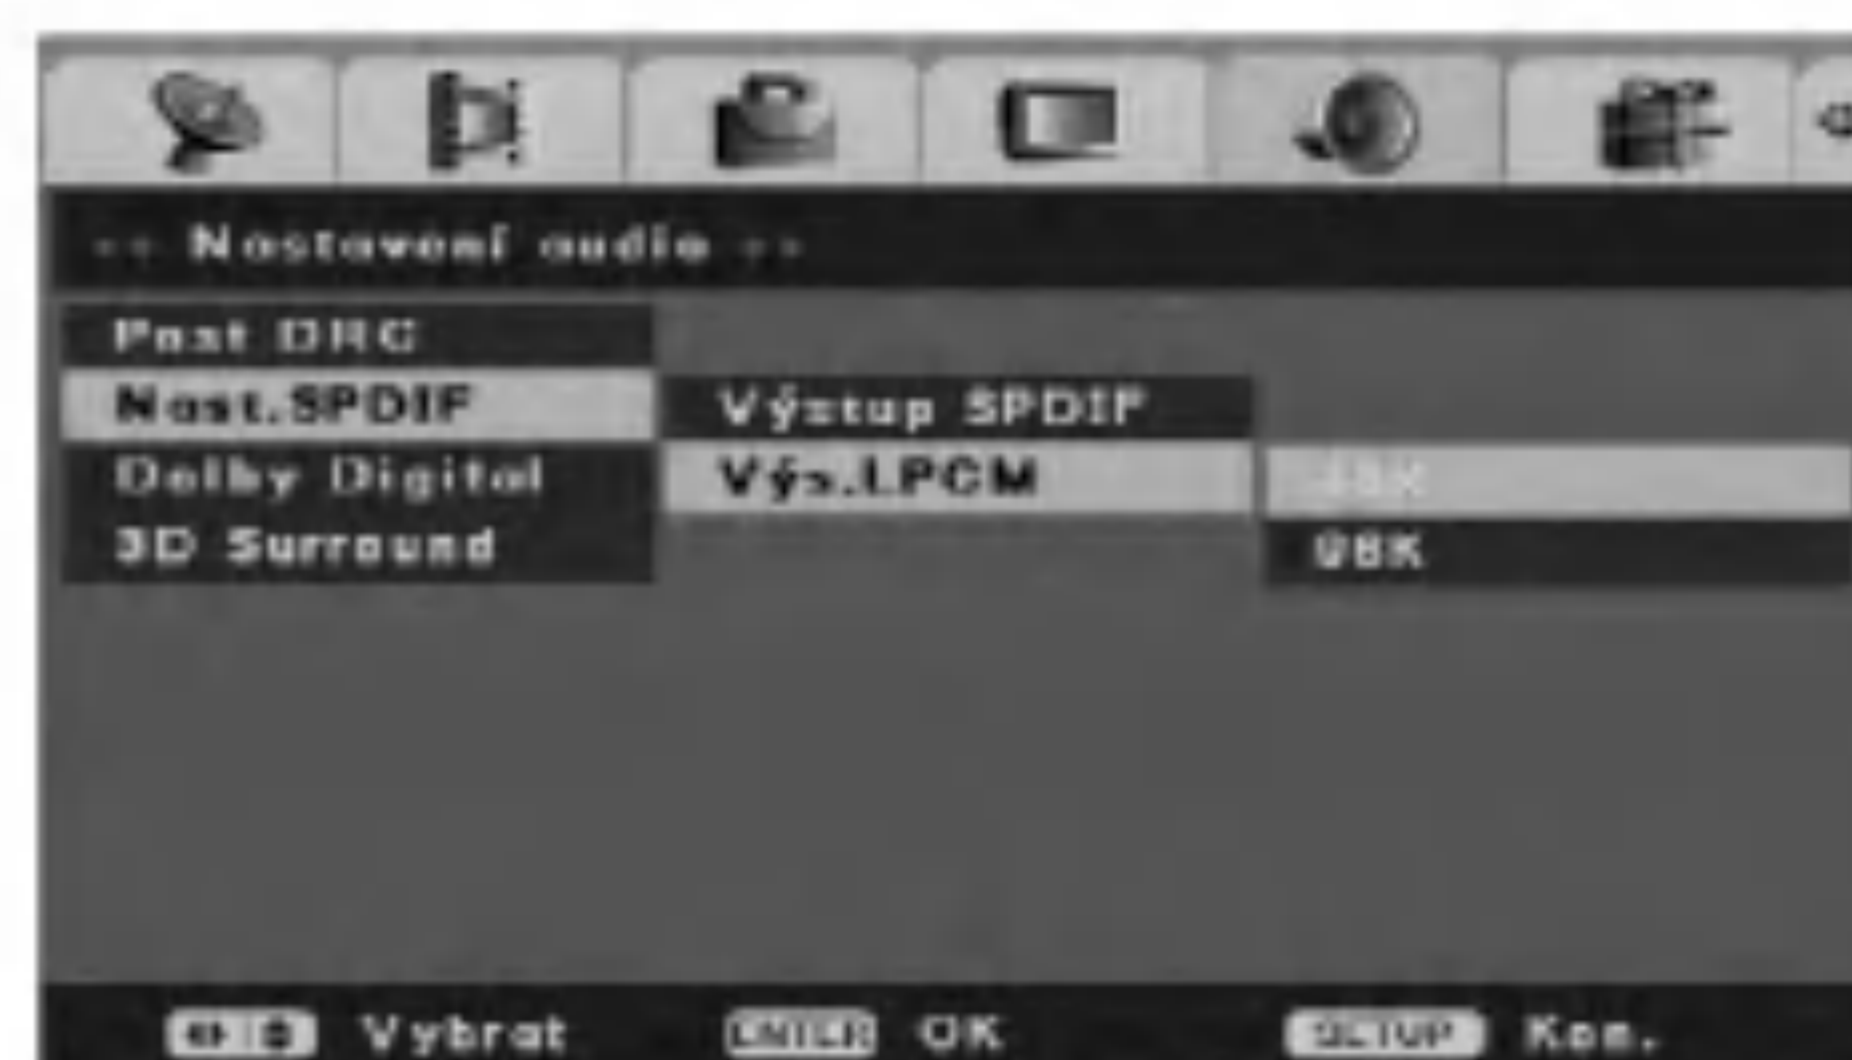 -- Nastavení audio --
Post DRC
Nast.SPDIF
Výstup SPDIF
Dolby Digital
Výs.LPCM
48K
3D Surround
96K
Vybrat
ENTER OK
SETUP Kon.